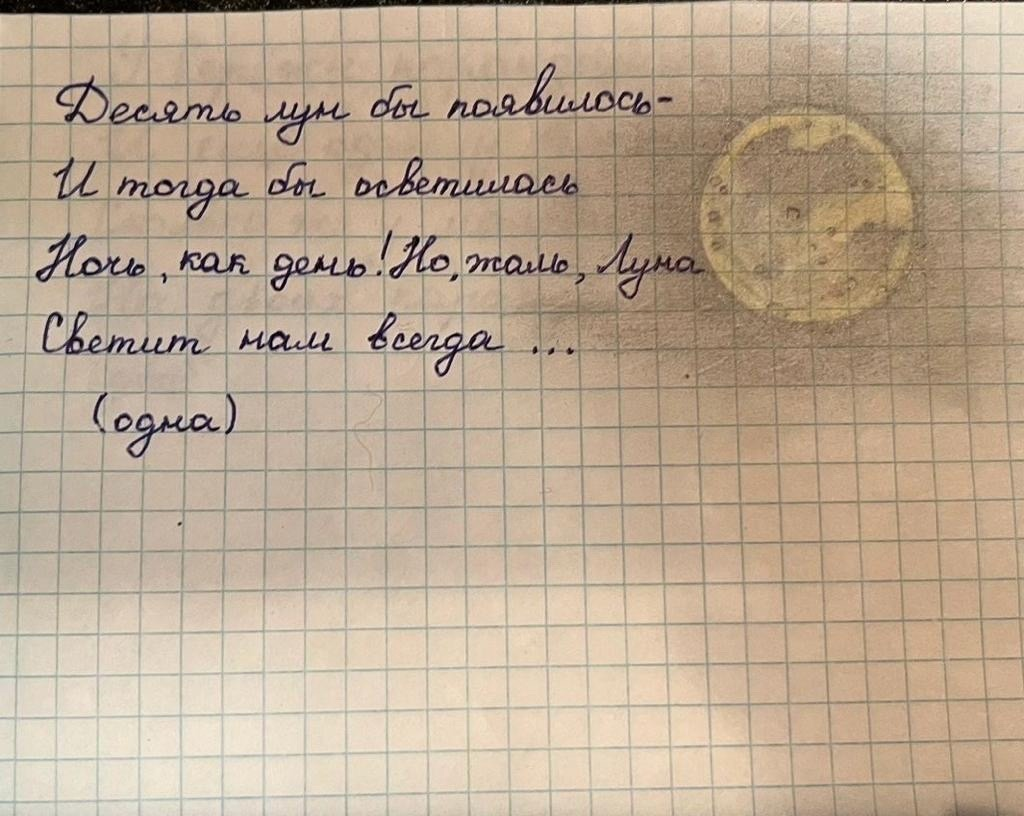 Десять лун бы появилось-
И тогда бы осветилась
Ночь, как день! Но, жаль, Луна
Светит нам всегда ...
(одна)